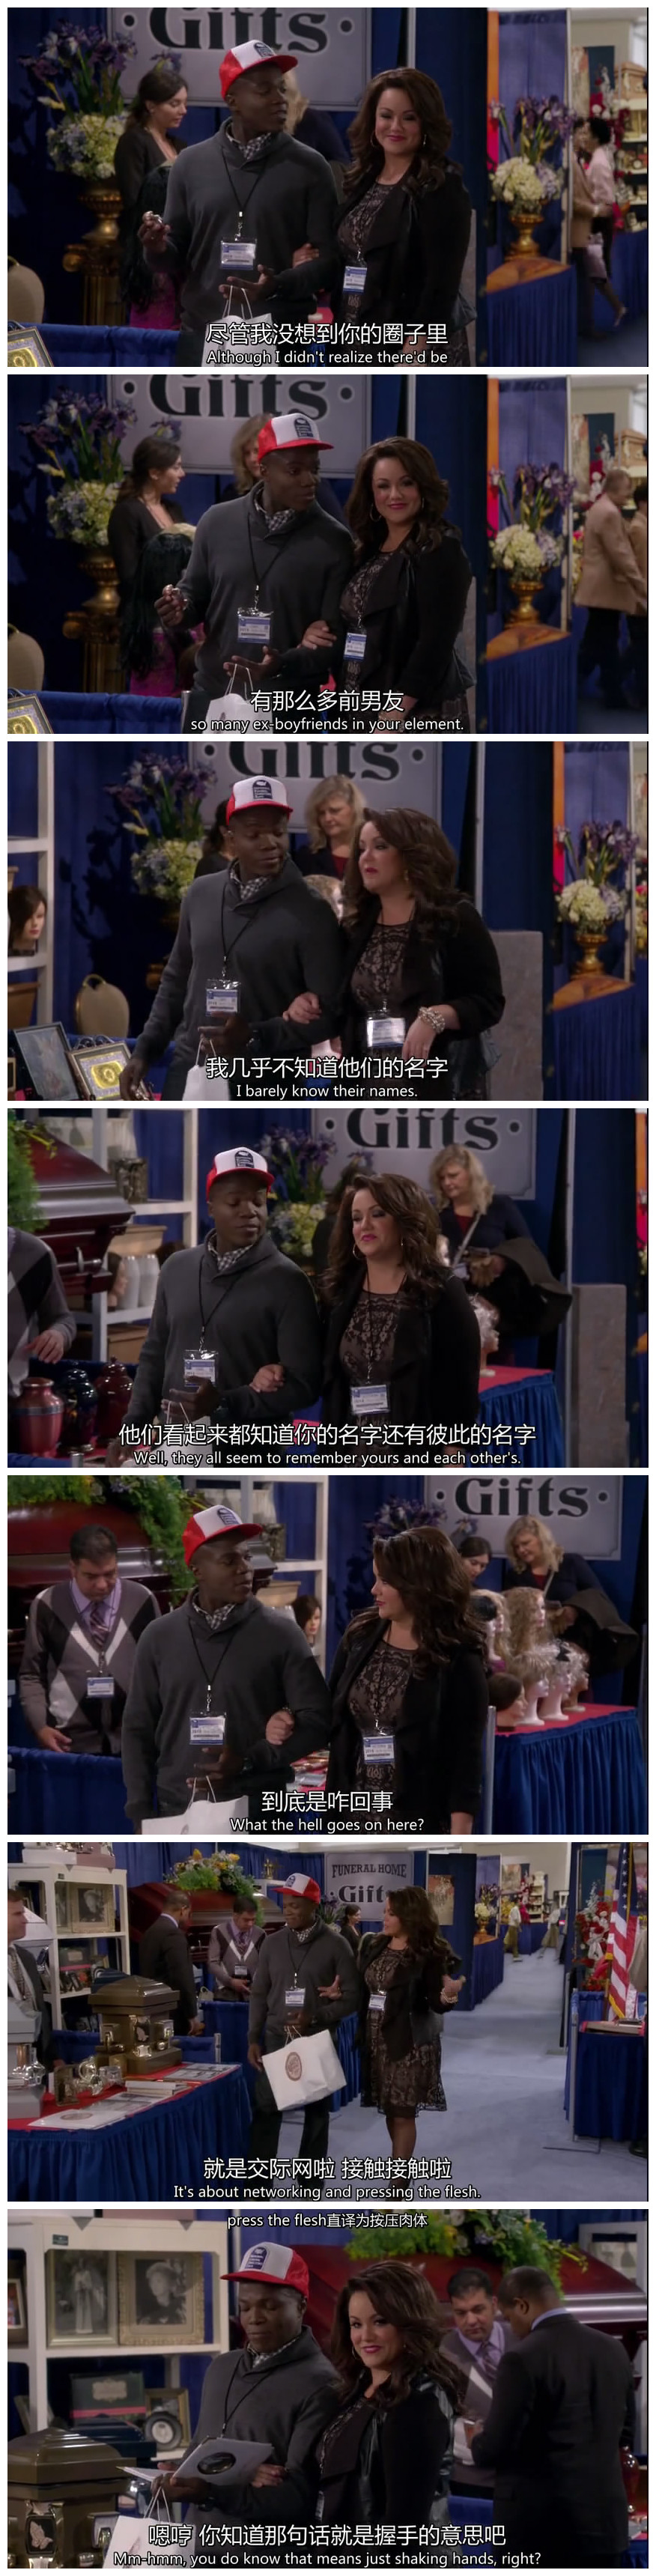 · Gifts ·
尽管我没想到你的圈子里
Although I didn't realize there'd be
Gifts
有那么多前男友
so many ex-boyfriends in your element.
Gifts
我几乎不知道他们的名字
I barely know their names.
· Gifts ·
他们看起来都知道你的名字还有彼此的名字
Well, they all seem to remember yours and each other's.
Gifts ·
到底是咋回事
What the hell goes on here?
FUNERAL HOME
· Gifts
就是交际网啦 接触接触啦
It's about networking and pressing the flesh.
press the flesh直译为按压肉体
嗯哼 你知道那句话就是握手的意思吧
Mm-hmm, you do know that means just shaking hands, right?